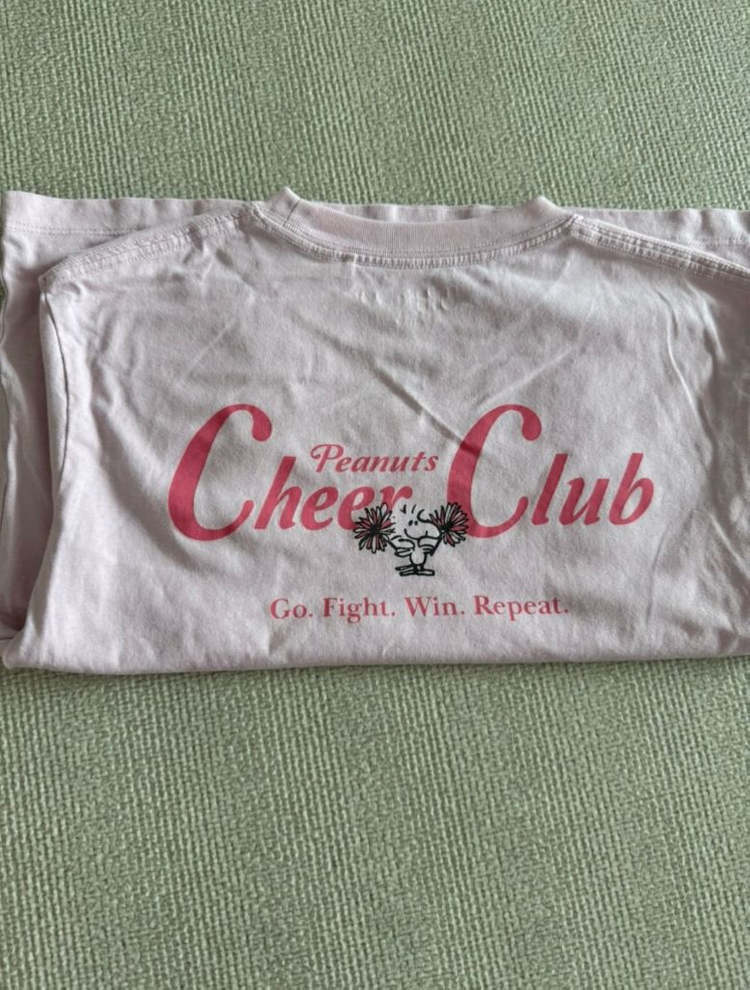 Peanuts
Cheer Club
Go. Fight. Win. Repeat.